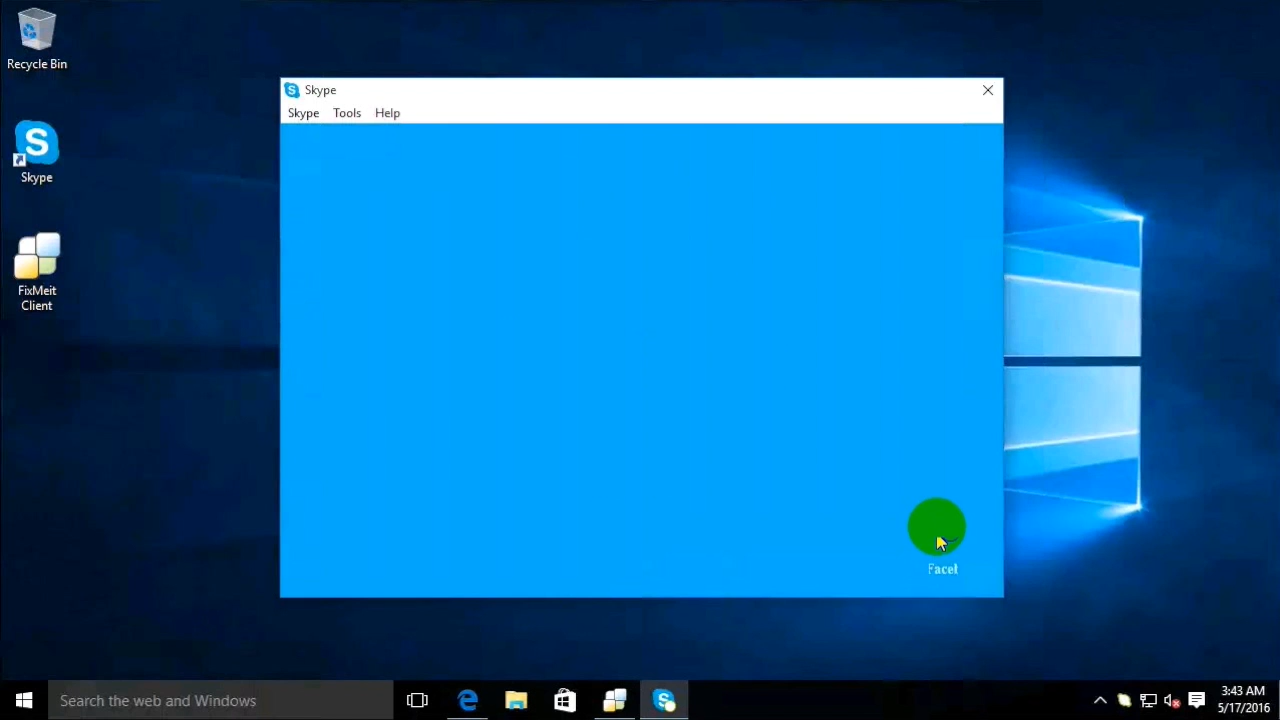 Recycle Bin
Skype
Skype Tools Help
Skype
FixMeit
Client
Search the web and Windows
3:43 AM
5/17/2016